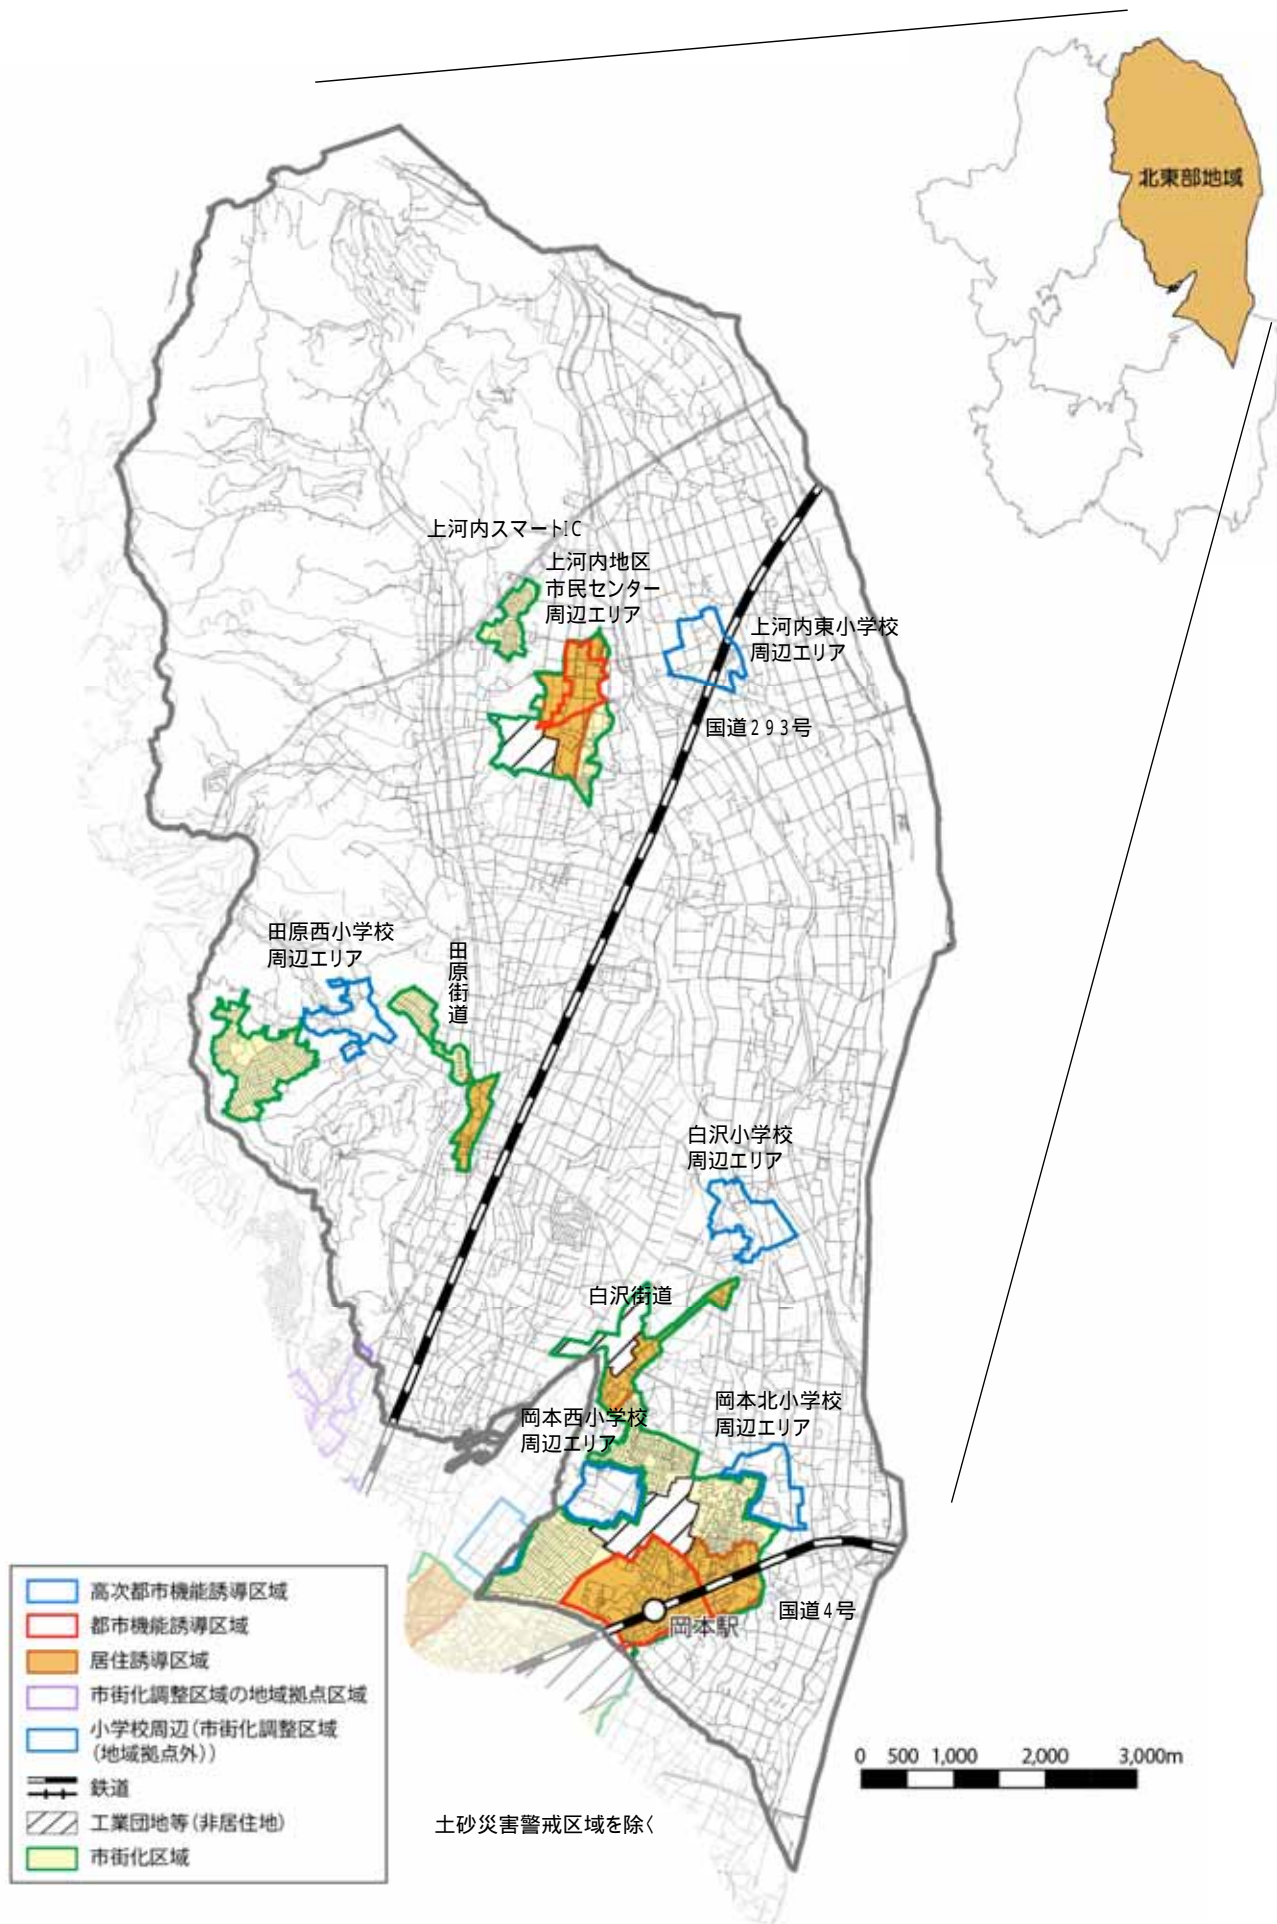 北東部地域
上河内スマートIC
上河内地区
市民センター
周辺エリア
上河内東小学校
周辺エリア
国道293号
田原西小学校
周辺エリア
田原街道
白沢小学校
周辺エリア
白沢街道
岡本西小学校
周辺エリア
岡本北小学校
周辺エリア
国道4号
岡本駅
高次都市機能誘導区域
都市機能誘導区域
居住誘導区域
市街化調整区域の地域拠点区域
小学校周辺(市街化調整区域
(地域拠点外))
鉄道
工業団地等(非居住地)
市街化区域
0 500 1,000 2,000 3,000m
土砂災害警戒区域を除く